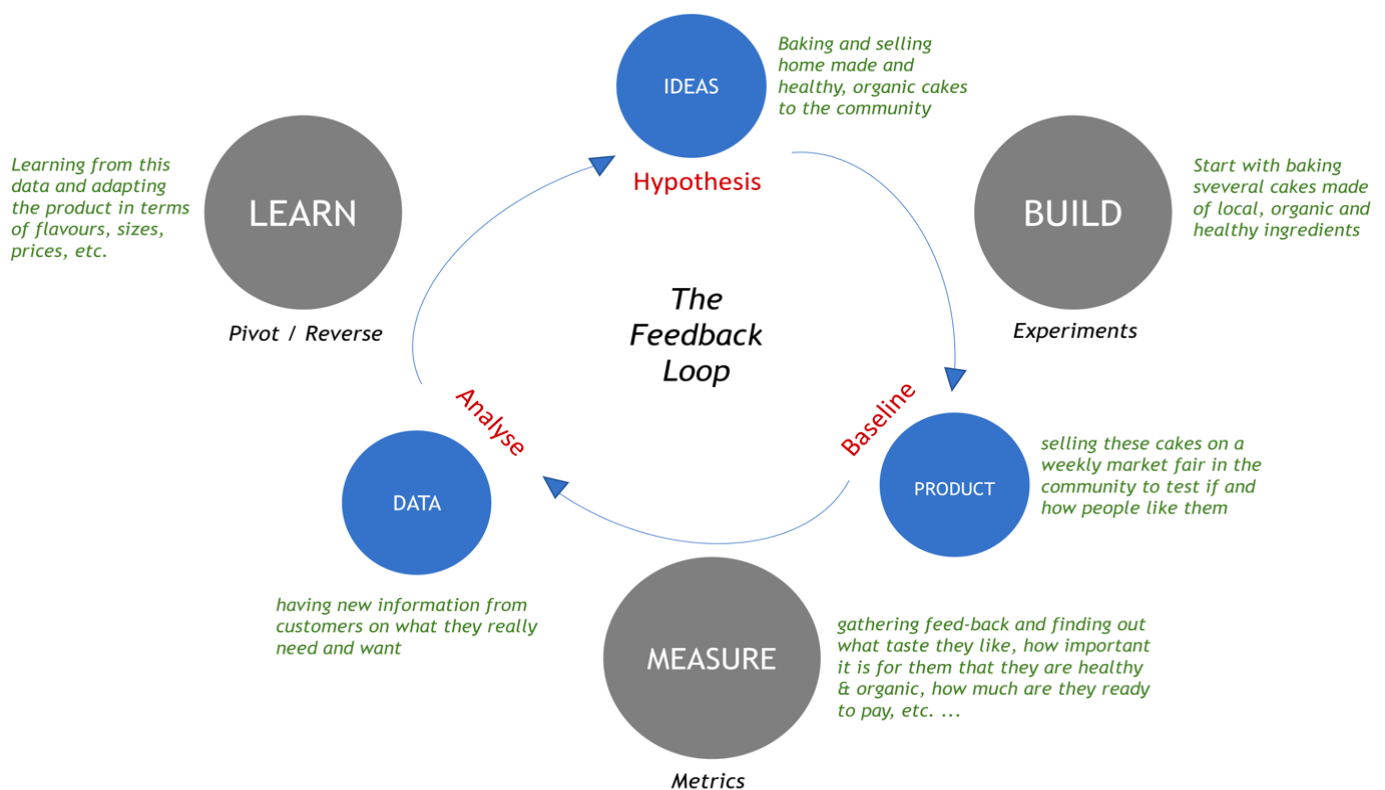 IDEAS
Baking and selling
home made and
healthy, organic cakes
to the community
Hypothesis
BUILD
Experiments
Start with baking
sveveral cakes made
of local, organic and
healthy ingredients
The
Feedback
Loop
Baseline
PRODUCT
selling these cakes on a
weekly market fair in the
community to test if and
how people like them
MEASURE
Metrics
gathering feed-back and finding out
what taste they like, how important
it is for them that they are healthy
& organic, how much are they ready
to pay, etc. ...
Analyse
DATA
having new information from
customers on what they really
need and want
LEARN
Pivot / Reverse
Learning from this
data and adapting
the product in terms
of flavours, sizes,
prices, etc.